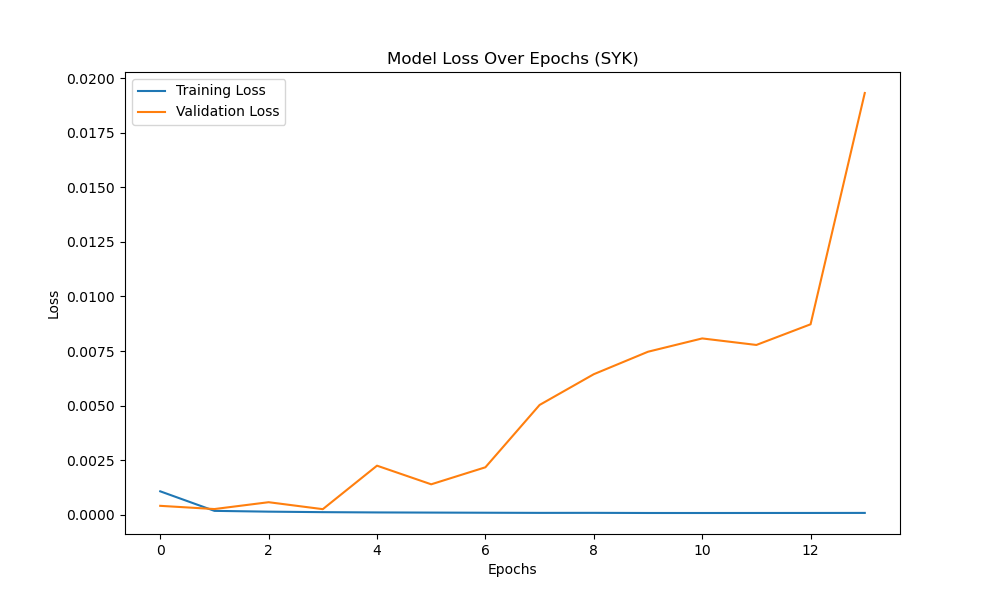 Model Loss Over Epochs (SYK)
Training Loss
Validation Loss
0.0200
0.0175
0.0150
0.0125
0.0100
0.0075
0.0050
0.0025
0.0000
Loss
0 2 4 6 8 10 12
Epochs